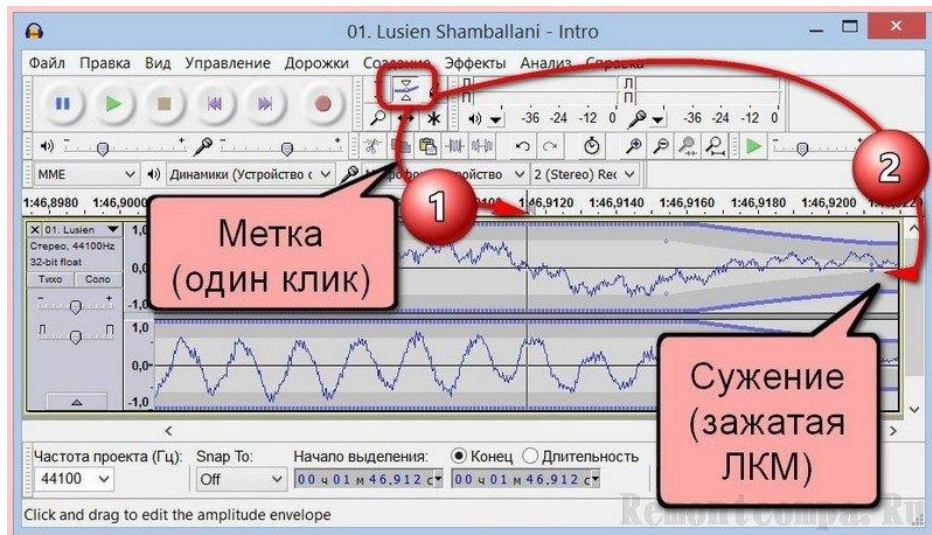 01. Lusien Shamballani - Intro
Файл Правка Вид Управление Дорожки Создание Эффекты Анализ Справка
-36 -24 -12 0 -36 -24 -12 0
MME Динамики (Устройство с 2 (Stereo) Rec
1:46,8980 1:46,9000 1:46,9120 1:46,9140 1:46,9160 1:46,9180 1:46,9200
01. Lusien
Стерео, 44100Hz
32-bit float
Тихо Соло
- +
Л П
1,0
0,0
-1,0
1,0
0,0
-1,0
Метка
(один клик)
1
2
Сужение
(зажатая
ЛКМ)
Частота проекта (Гц): Snap To: Начало выделения: Конец Длительность
44100 Off 00 ч 01 м 46.912 с 00 ч 01 м 46.912 с
Click and drag to edit the amplitude envelope
Remontcompa.Ru